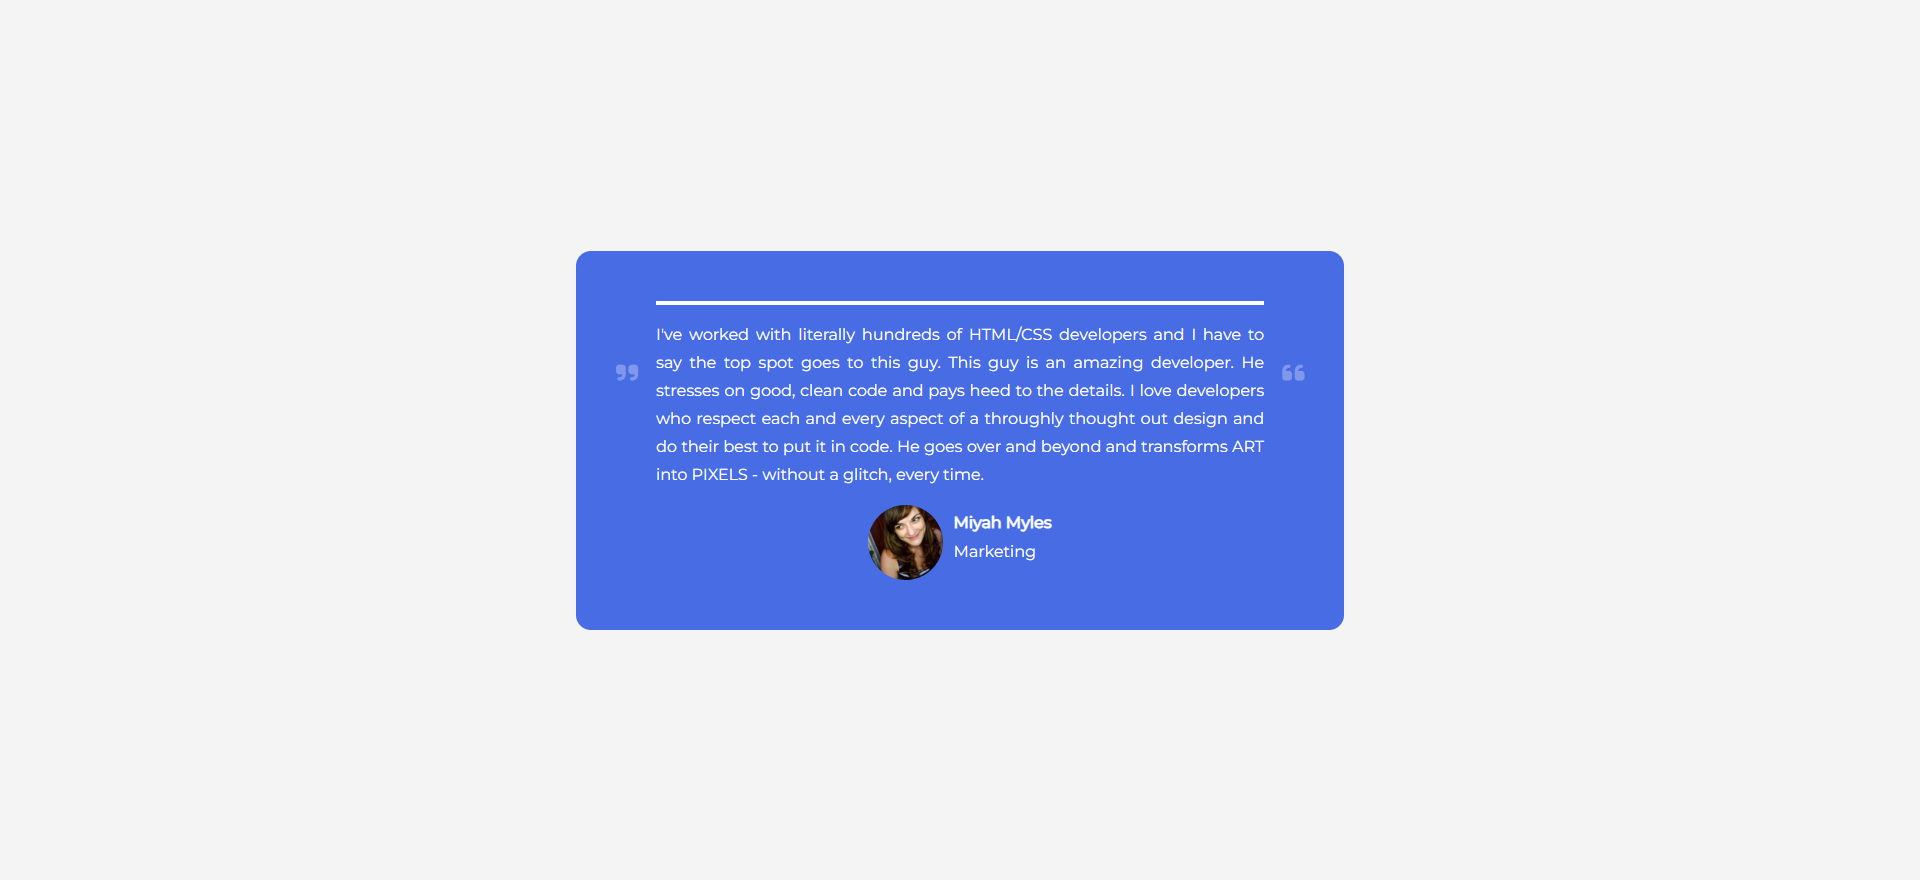 I've worked with literally hundreds of HTML/CSS developers and I have to
say the top spot goes to this guy. This guy is an amazing developer. He
stresses on good, clean code and pays heed to the details. I love developers
who respect each and every aspect of a throughly thought out design and
do their best to put it in code. He goes over and beyond and transforms ART
into PIXELS - without a glitch, every time.
Miyah Myles
Marketing